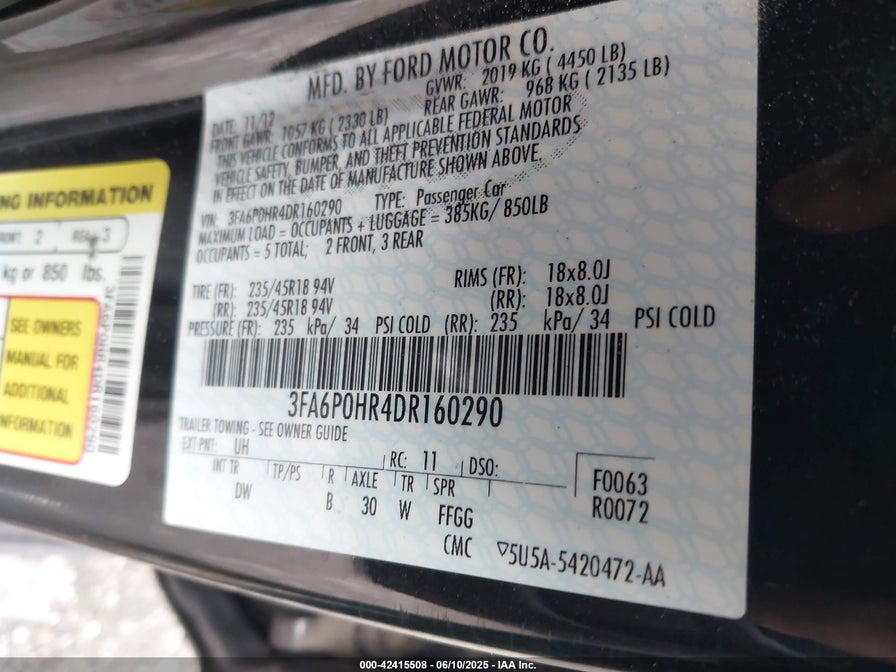 MFD. BY FORD MOTOR CO.
DATE: 11/12 GVWR: 2019 KG ( 4450 LB)
FRONT GAWR: 1057 KG ( 2330 LB) REAR GAWR: 968 KG ( 2135 LB)
THIS VEHICLE CONFORMS TO ALL APPLICABLE FEDERAL MOTOR
VEHICLE SAFETY, BUMPER, AND THEFT PREVENTION STANDARDS
IN EFFECT ON THE DATE OF MANUFACTURE SHOWN ABOVE.
VIN: 3FA6P0HR4DR160290 TYPE: Passenger Car
MAXIMUM LOAD = OCCUPANTS + LUGGAGE = 385KG/ 850LB
OCCUPANTS = 5 TOTAL; 2 FRONT, 3 REAR
TIRE (FR): 235/45R18 94V RIMS (FR): 18x8.0J
(RR): 235/45R18 94V (RR): 18x8.0J
PRESSURE (FR): 235 kPa/ 34 PSI COLD (RR): 235 kPa/ 34 PSI COLD
3FA6P0HR4DR160290
TRAILER TOWING - SEE OWNER GUIDE
EXT PNT: UH RC: 11 DSO:
INT TR TP/PS R AXLE TR SPR
DW B 30 W FFGG
CMC
F0063
R0072
▽5U5A-5420472-AA
NG INFORMATION
FRONT: 2 REAR 3
kg or 850 lbs.
SEE OWNERS
MANUAL FOR
ADDITIONAL
INFORMATION
3FA6P0HR4DR160290
000-42415508 - 06/10/2025 - IAA Inc.